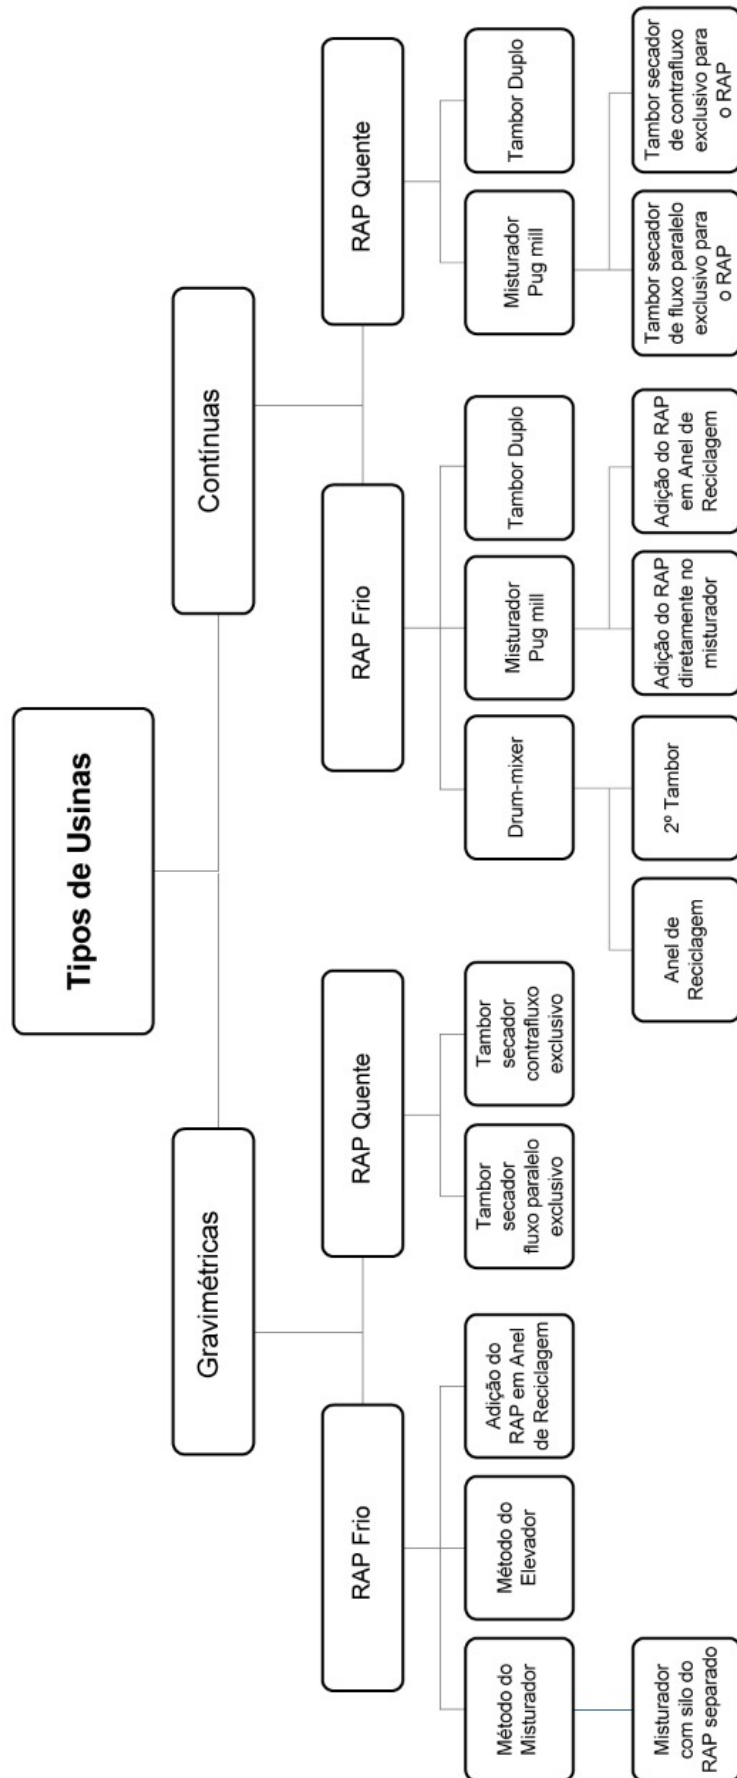 Tipos de Usinas
Gravimétricas
Contínuas
RAP Frio
RAP Quente
RAP Frio
RAP Quente
Método do
Misturador
Método do
Elevador
Adição do
RAP em Anel
de Reciclagem
Tambor
secador
fluxo paralelo
exclusivo
Tambor
secador
contrafluxo
exclusivo
Drum-mixer
Misturador
Pug mill
Tambor Duplo
Misturador
Pug mill
Tambor Duplo
Misturador
com silo do
RAP separado
Anel de
Reciclagem
2º Tambor
Adição do RAP
diretamente no
misturador
Adição do RAP
em Anel de
Reciclagem
Tambor secador
de fluxo paralelo
exclusivo para
o RAP
Tambor secador
de contrafluxo
exclusivo para
o RAP